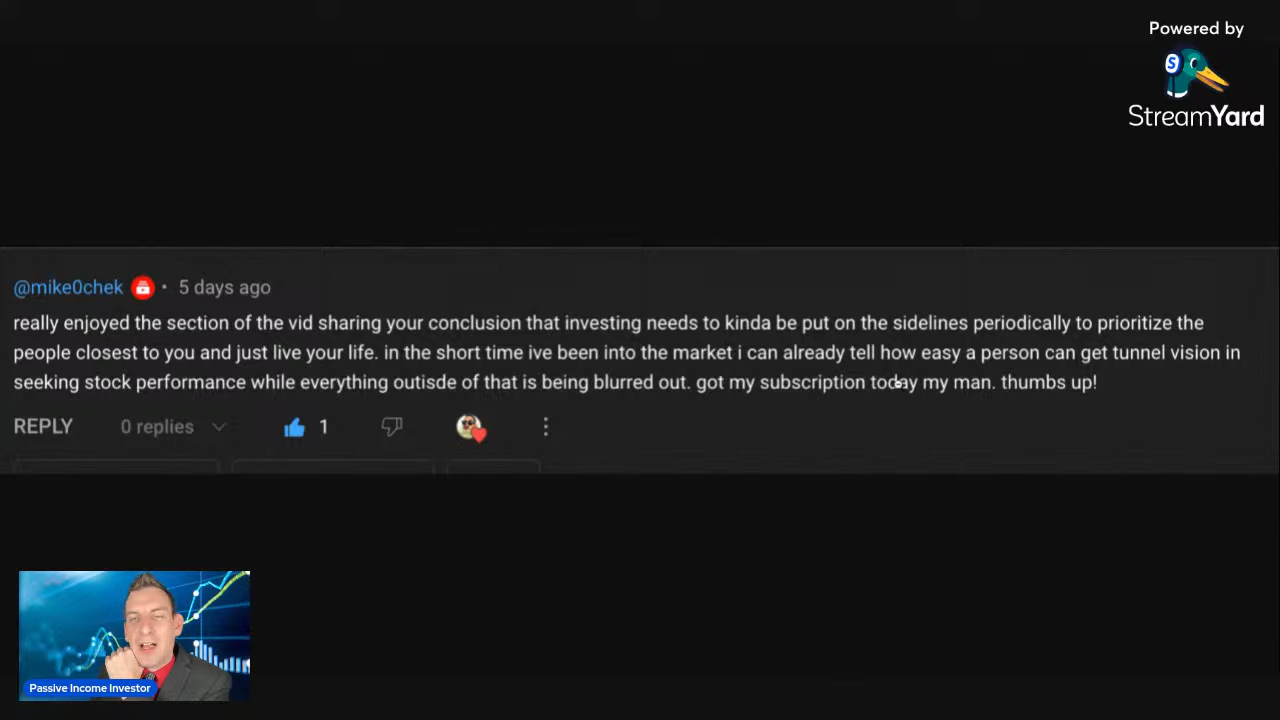 Powered by
S
StreamYard
@mike0chek • 5 days ago
really enjoyed the section of the vid sharing your conclusion that investing needs to kinda be put on the sidelines periodically to prioritize the
people closest to you and just live your life. in the short time ive been into the market i can already tell how easy a person can get tunnel vision in
seeking stock performance while everything outisde of that is being blurred out. got my subscription today my man. thumbs up!
REPLY 0 replies 1
Passive Income Investor